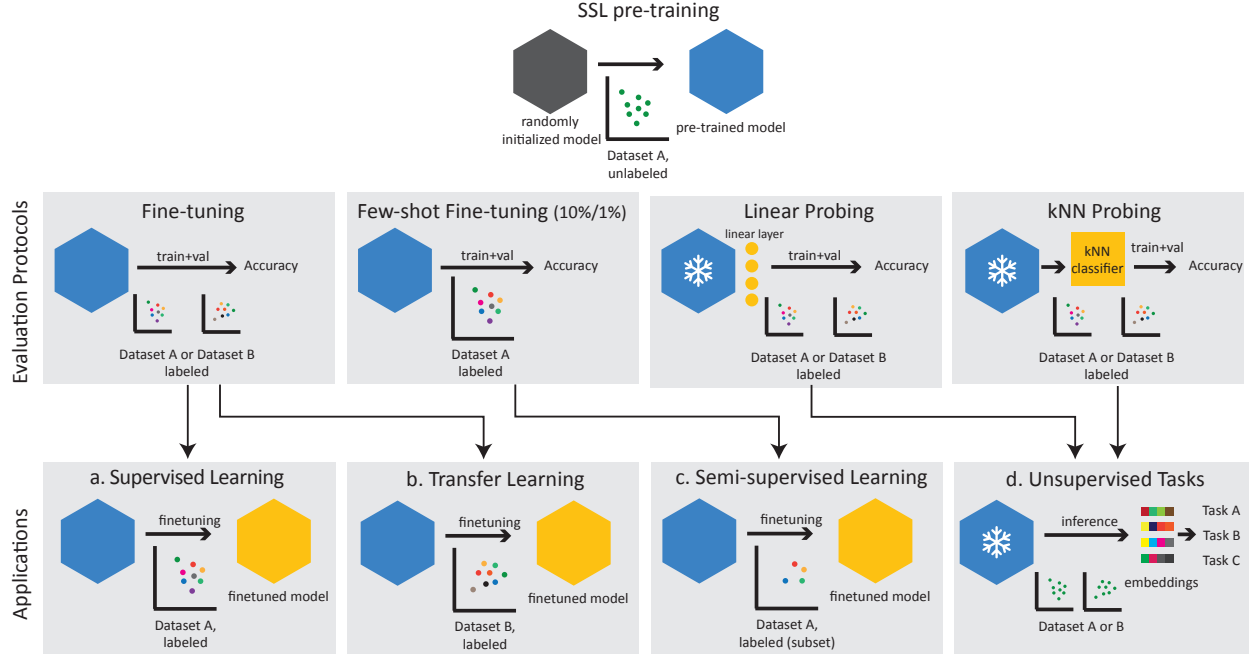 SSL pre-training
randomly
initialized model
pre-trained model
Dataset A,
unlabeled
Evaluation Protocols
Fine-tuning
train+val
Accuracy
Dataset A or Dataset B
labeled
Few-shot Fine-tuning (10%/1%)
train+val
Accuracy
Dataset A
labeled
Linear Probing
linear layer
train+val
Accuracy
Dataset A or Dataset B
labeled
kNN Probing
kNN
classifier
train+val
Accuracy
Dataset A or Dataset B
labeled
Applications
a. Supervised Learning
finetuning
finetuned model
Dataset A,
labeled
b. Transfer Learning
finetuning
finetuned model
Dataset B,
labeled
c. Semi-supervised Learning
finetuning
finetuned model
Dataset A,
labeled (subset)
d. Unsupervised Tasks
inference
Task A
Task B
Task C
embeddings
Dataset A or B